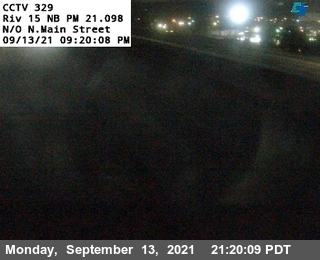 CCTV 329
Riv 15 NB PM 21.098
N/O N.Main Street
09/13/21 09:20:08 PM
Monday, September 13, 2021 21:20:09 PDT